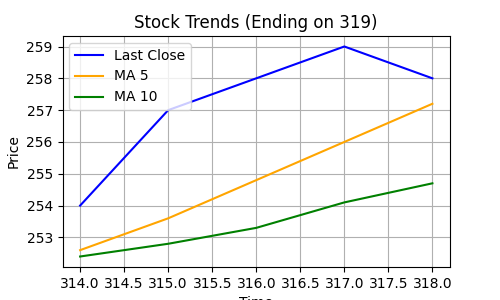 Stock Trends (Ending on 319)
Last Close
MA 5
MA 10
Price
259
258
257
256
255
254
253
314.0 314.5 315.0 315.5 316.0 316.5 317.0 317.5 318.0
Time